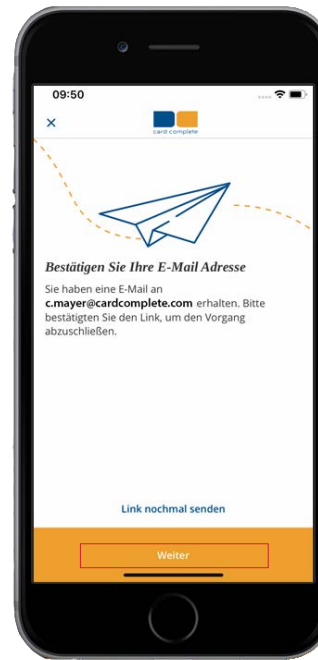 09:50
card complete
Bestätigen Sie Ihre E-Mail Adresse
Sie haben eine E-Mail an
c.mayer@cardcomplete.com erhalten. Bitte
bestätigten Sie den Link, um den Vorgang
abzuschließen.
Link nochmal senden
Weiter